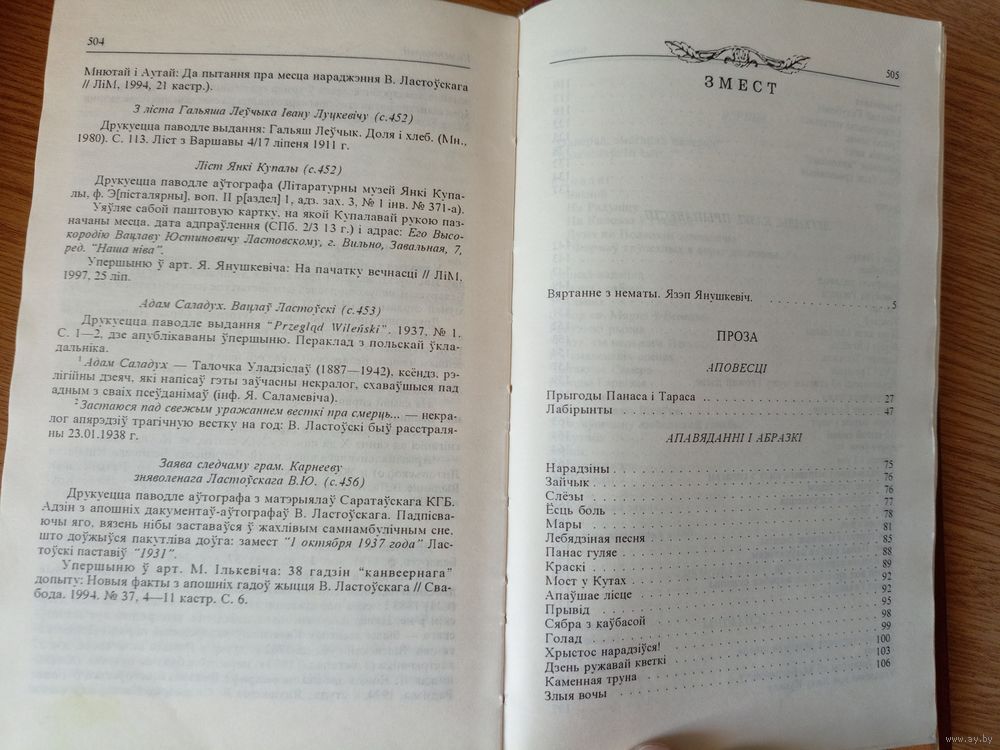 504
Мнютай і Аутай: Да пытання пра месца нараджэння В. Ластоўскага
// ЛіМ, 1994, 21 кастр.).
З ліста Гальяша Леўчыка Івану Луцкевічу (с.452)
Друкуецца паводле выдання: Гальяш Леўчык. Доля і хлеб. (Мн.,
1980). С. 113. Ліст з Варшавы 4/17 ліпеня 1911 г.
Ліст Янкі Купалы (с.452)
Друкуецца паводле аўтографа (Літаратурны музей Янкі Купа-
лы, ф. Э[пісталярны], воп. II р[аздел] 1, адз. зах. 3, № 1 інв. № 371-а).
Уяўляе сабой паштовую картку, на якой Купалавай рукою паз-
начаны месца, дата адпраўлення (СПб. 2/3 13 г.) і адрас: Его Высо-
кородію Вацлаву Юстиновичу Ластовскому, г. Вильно, Завальная, 7,
ред. "Наша ніва".
Упершыню ў арт. Я. Янушкевіча: На пачатку вечнасці // ЛіМ,
1997, 25 ліп.
Адам Саладух. Вацлаў Ластоўскі (с.453)
Друкуецца паводле выдання "Przegląd Wileński". 1937. № 1.
С. 1—2, дзе апублікаваны ўпершыню. Пераклад з польскай ўкла-
дальніка.
1 Адам Саладух — Талочка Уладзіслаў (1887—1942), ксёндз, рэ-
лігійны дзеяч, які напісаў гэты заўчасны некралог, схаваўшыся пад
адным з сваіх псеўданімаў (інф. Я. Саламевіча).
2 Застаюся пад свежым уражаннем весткі пра смерць... — некра-
лог апярэдзіў трагічную вестку на год: В. Ластоўскі быў расстраля-
ны 23.01.1938 г.
Заява следчаму грам. Карнееву
зняволенага Ластоўскага В.Ю. (с.456)
Друкуецца паводле аўтографа з матэрыялаў Саратаўскага КГБ.
Адзін з апошніх дакументаў-аўтографаў В. Ластоўскага. Падпісва-
ючы яго, вязень нібы заставаўся ў жахлівым самнамбулічным сне,
што доўжыўся пакутліва доўга: замест "1 октября 1937 года" Лас-
тоўскі паставіў "1931".
Упершыню ў арт. М. Ількевіча: 38 гадзін "канвеернага"
допыту: Новыя факты з апошніх гадоў жыцця В. Ластоўскага // Сва-
бода. 1994. № 37, 4—11 кастр. С. 6.
505
ЗМЕСТ
Вяртанне з нематы. Язэп Янушкевіч. . . . . . . . . . . . . . . . . . 5
ПРОЗА
АПОВЕСЦІ
Прыгоды Панаса і Тараса . . . . . . . . . . . . . . . . . . 27
Лабірынты . . . . . . . . . . . . . . . . . . 47
АПАВЯДАННІ І АБРАЗКІ
Нарадзіны . . . . . . . . . . . . . . . . . . 75
Зайчык . . . . . . . . . . . . . . . . . . 76
Слёзы . . . . . . . . . . . . . . . . . . 76
Ёсць боль . . . . . . . . . . . . . . . . . . 77
Мары . . . . . . . . . . . . . . . . . . 78
Лебядзіная песня . . . . . . . . . . . . . . . . . . 81
Панас гуляе . . . . . . . . . . . . . . . . . . 85
Краскі . . . . . . . . . . . . . . . . . . 88
Мост у Кутах . . . . . . . . . . . . . . . . . . 89
Апаўшае лісце . . . . . . . . . . . . . . . . . . 92
Прывід . . . . . . . . . . . . . . . . . . 92
Сябра з каўбасой . . . . . . . . . . . . . . . . . . 95
Голад . . . . . . . . . . . . . . . . . . 98
Хрыстос нарадзіўся! . . . . . . . . . . . . . . . . . . 99
Дзень ружавай кветкі . . . . . . . . . . . . . . . . . . 100
Каменная труна . . . . . . . . . . . . . . . . . . 103
Злыя вочы . . . . . . . . . . . . . . . . . . 106
www.ay.by